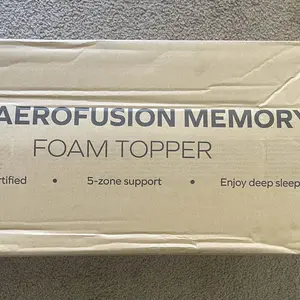 AEROFUSION MEMORY
FOAM TOPPER
rtified • 5-zone support • Enjoy deep sleep